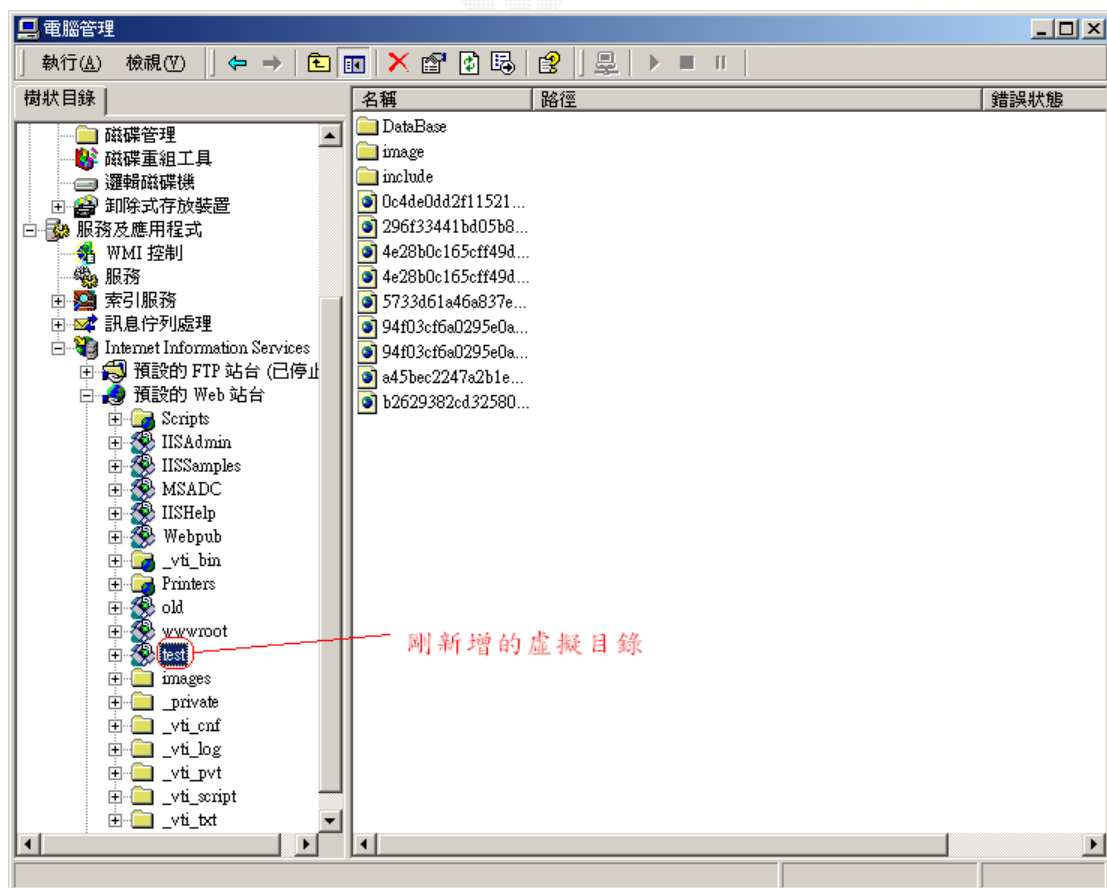 電腦管理
執行(A) 檢視(V)
樹狀目錄
名稱 路徑 錯誤狀態
磁碟管理
磁碟重組工具
邏輯磁碟機
卸除式存放裝置
服務及應用程式
WMI 控制
服務
索引服務
訊息佇列處理
Internet Information Services
預設的 FTP 站台 (已停止
預設的 Web 站台
Scripts
IISAdmin
IISSamples
MSADC
IISHelp
Webpub
_vti_bin
Printers
old
wwwroot
test
images
_private
_vti_cnf
_vti_log
_vti_pvt
_vti_script
_vti_txt
DataBase
image
include
0c4de0dd2f11521...
296f33441bd05b8...
4e28b0c165cff49d...
4e28b0c165cff49d...
5733d61a46a837e...
94f03cf6a0295e0a...
94f03cf6a0295e0a...
a45bec2247a2b1e...
b2629382cd32580...
剛新增的虛擬目錄